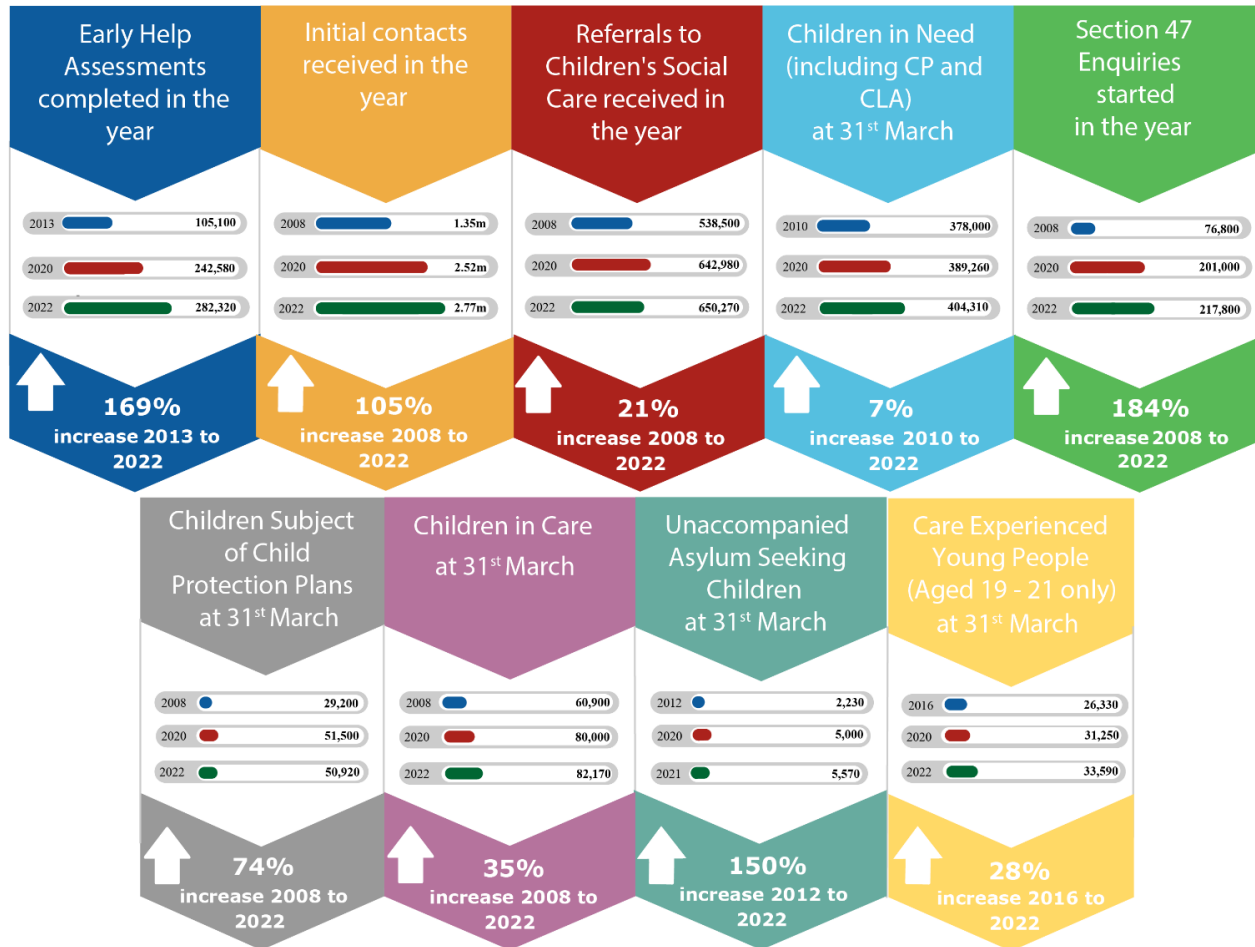 Early Help
Assessments
completed in the
year
2013 105,100
2020 242,580
2022 282,320
169%
increase 2013 to
2022
Initial contacts
received in the
year
2008 1.35m
2020 2.52m
2022 2.77m
105%
increase 2008 to
2022
Referrals to
Children's Social
Care received in
the year
2008 538,500
2020 642,980
2022 650,270
21%
increase 2008 to
2022
Children in Need
(including CP and
CLA)
at 31st March
2010 378,000
2020 389,260
2022 404,310
7%
increase 2010 to
2022
Section 47
Enquiries
started
in the year
2008 76,800
2020 201,000
2022 217,800
184%
increase 2008 to
2022
Children Subject
of Child
Protection Plans
at 31st March
2008 29,200
2020 51,500
2022 50,920
74%
increase 2008 to
2022
Children in Care
at 31st March
2008 60,900
2020 80,000
2022 82,170
35%
increase 2008 to
2022
Unaccompanied
Asylum Seeking
Children
at 31st March
2012 2,230
2020 5,000
2021 5,570
150%
increase 2012 to
2022
Care Experienced
Young People
(Aged 19 - 21 only)
at 31st March
2016 26,330
2020 31,250
2022 33,590
28%
increase 2016 to
2022